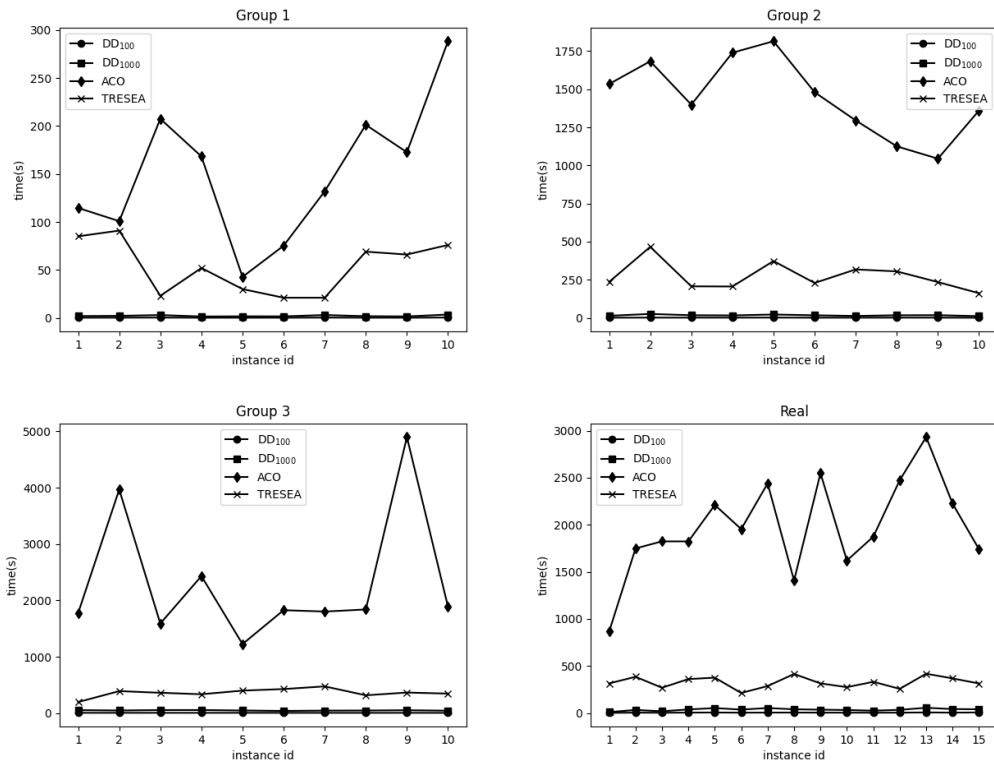 Group 1
300
250
200
150
100
50
0
time(s)
DD₁₀₀
DD₁₀₀₀
ACO
TRESEA
1 2 3 4 5 6 7 8 9 10
instance id
Group 2
1750
1500
1250
1000
750
500
250
0
time(s)
DD₁₀₀
DD₁₀₀₀
ACO
TRESEA
1 2 3 4 5 6 7 8 9 10
instance id
Group 3
5000
4000
3000
2000
1000
0
time(s)
DD₁₀₀
DD₁₀₀₀
ACO
TRESEA
1 2 3 4 5 6 7 8 9 10
instance id
Real
3000
2500
2000
1500
1000
500
0
time(s)
DD₁₀₀
DD₁₀₀₀
ACO
TRESEA
1 2 3 4 5 6 7 8 9 10 11 12 13 14 15
instance id